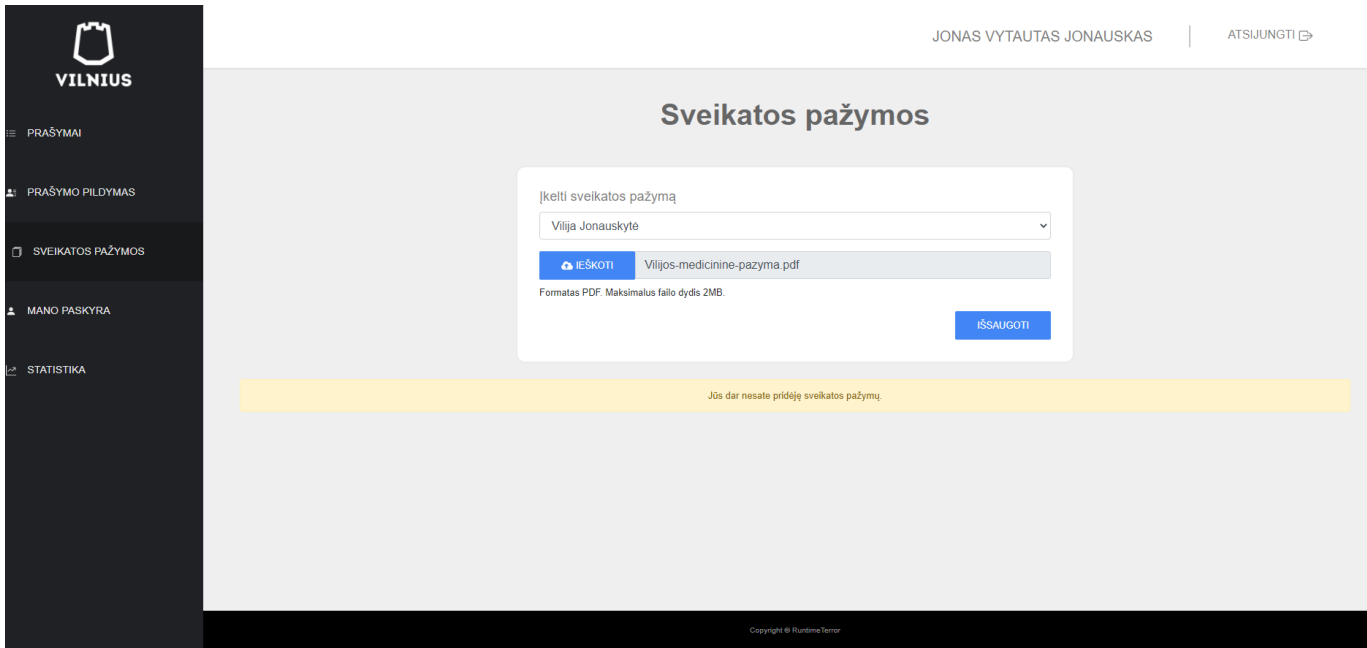 VILNIUS
JONAS VYTAUTAS JONAUSKAS
ATSIJUNGTI
PRAŠYMAI
PRAŠYMO PILDYMAS
SVEIKATOS PAŽYMOS
MANO PASKYRA
STATISTIKA
Sveikatos pažymos
Įkelti sveikatos pažymą
Vilija Jonauskytė
IEŠKOTI Vilijos-medicinine-pazyma.pdf
Formatas PDF. Maksimalus failo dydis 2MB.
IŠSAUGOTI
Jūs dar nesate pridėję sveikatos pažymų.
Copyright © RuntimeTerror